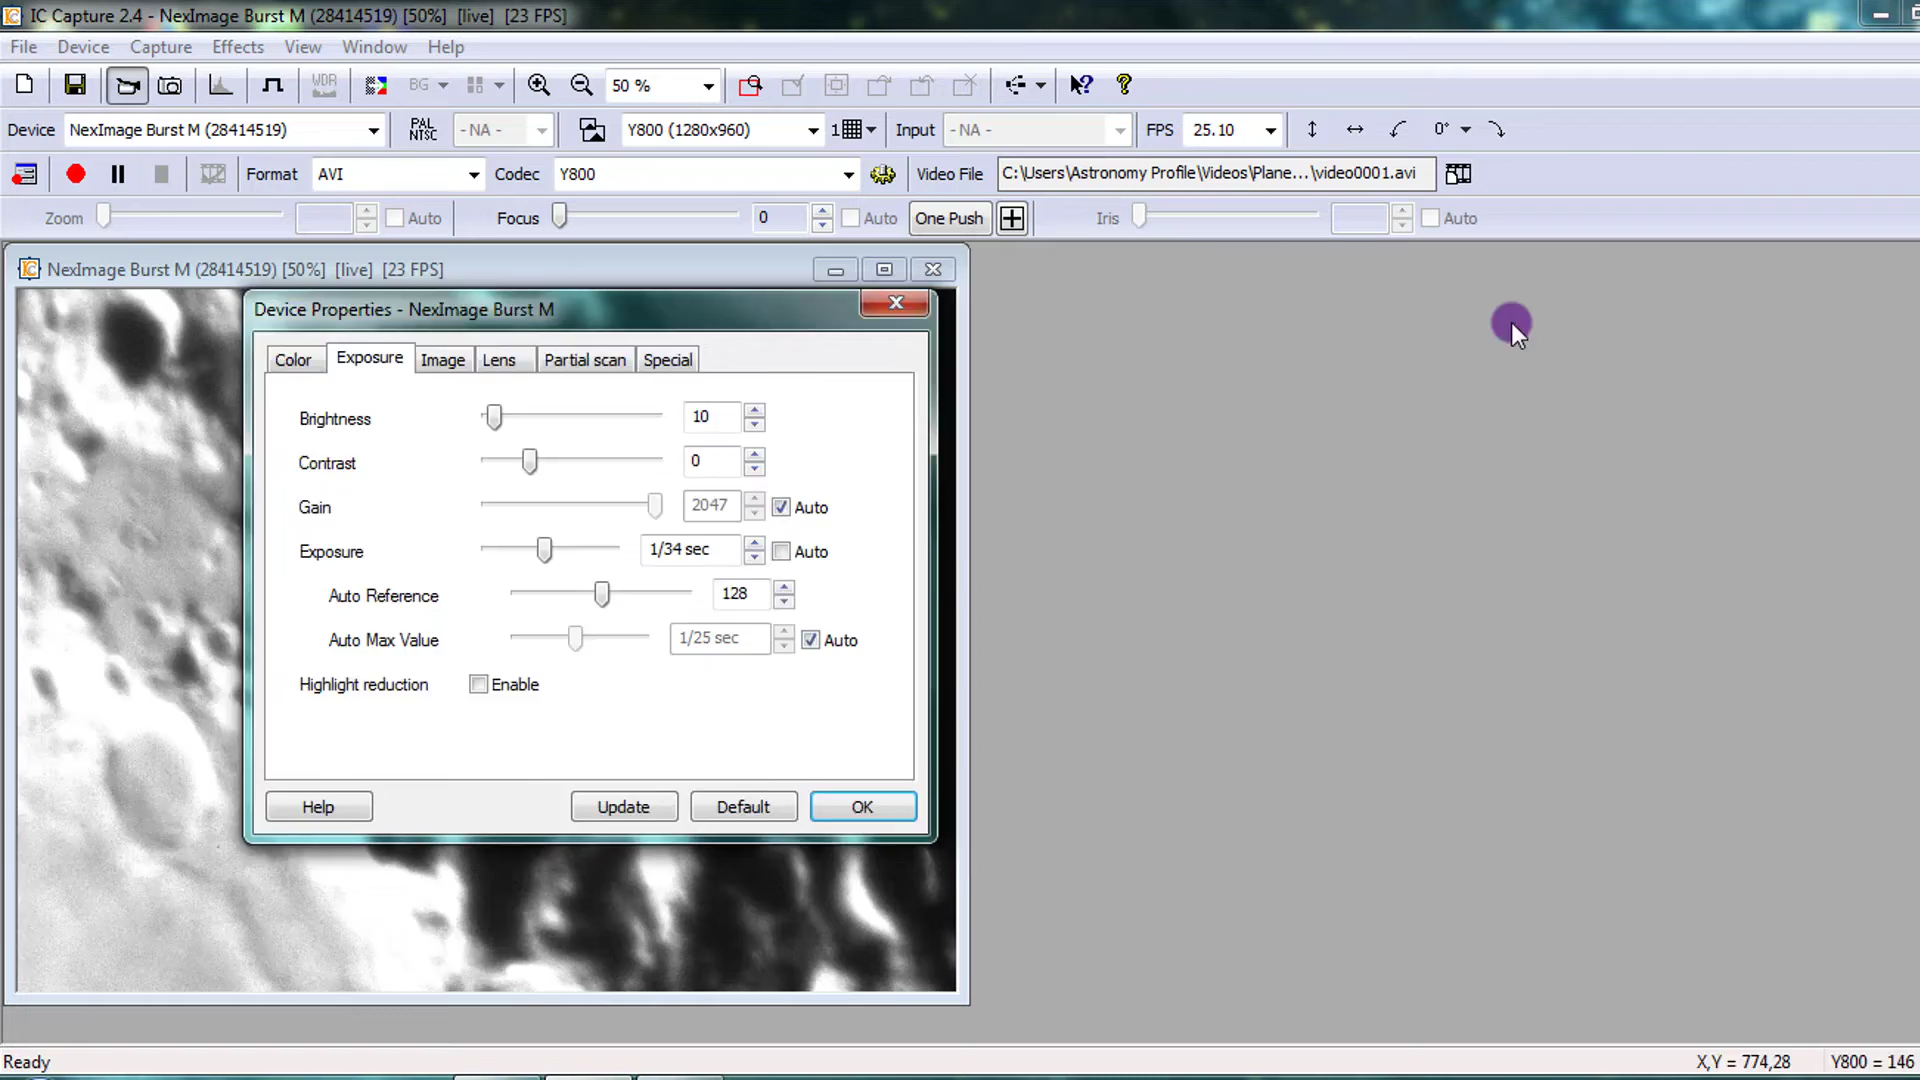 IC Capture 2.4 - NexImage Burst M (28414519) [50%] [live] [23 FPS]
File Device Capture Effects View Window Help
WDR BG 50 %
Device NexImage Burst M (28414519) PAL NTSC - NA - Y800 (1280x960) 1 Input - NA - FPS 25.10 0°
Format AVI Codec Y800 Video File C:\Users\Astronomy Profile\Videos\Plane...\video0001.avi
Zoom Auto Focus 0 Auto One Push Iris Auto
NexImage Burst M (28414519) [50%] [live] [23 FPS]
Device Properties - NexImage Burst M
Color Exposure Image Lens Partial scan Special
Brightness 10
Contrast 0
Gain 2047 Auto
Exposure 1/34 sec Auto
Auto Reference 128
Auto Max Value 1/25 sec Auto
Highlight reduction Enable
Help Update Default OK
Ready X,Y = 774,28 Y800 = 146